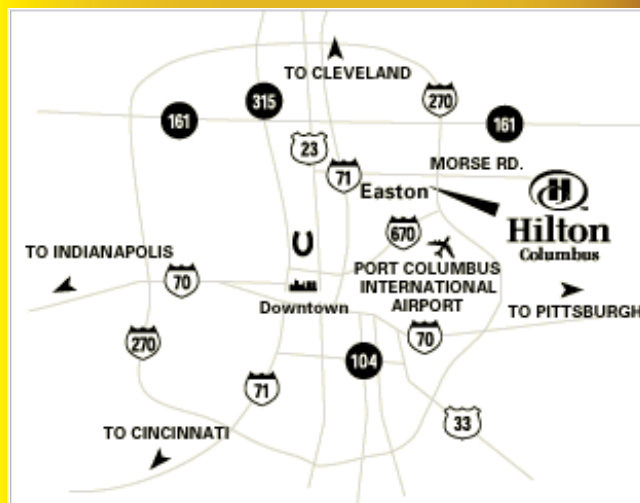 TO CLEVELAND
315
270
161
161
23
MORSE RD.
71
Easton
H
Hilton
Columbus
670
TO INDIANAPOLIS
PORT COLUMBUS
INTERNATIONAL
AIRPORT
70
Downtown
TO PITTSBURGH
270
70
104
71
33
TO CINCINNATI